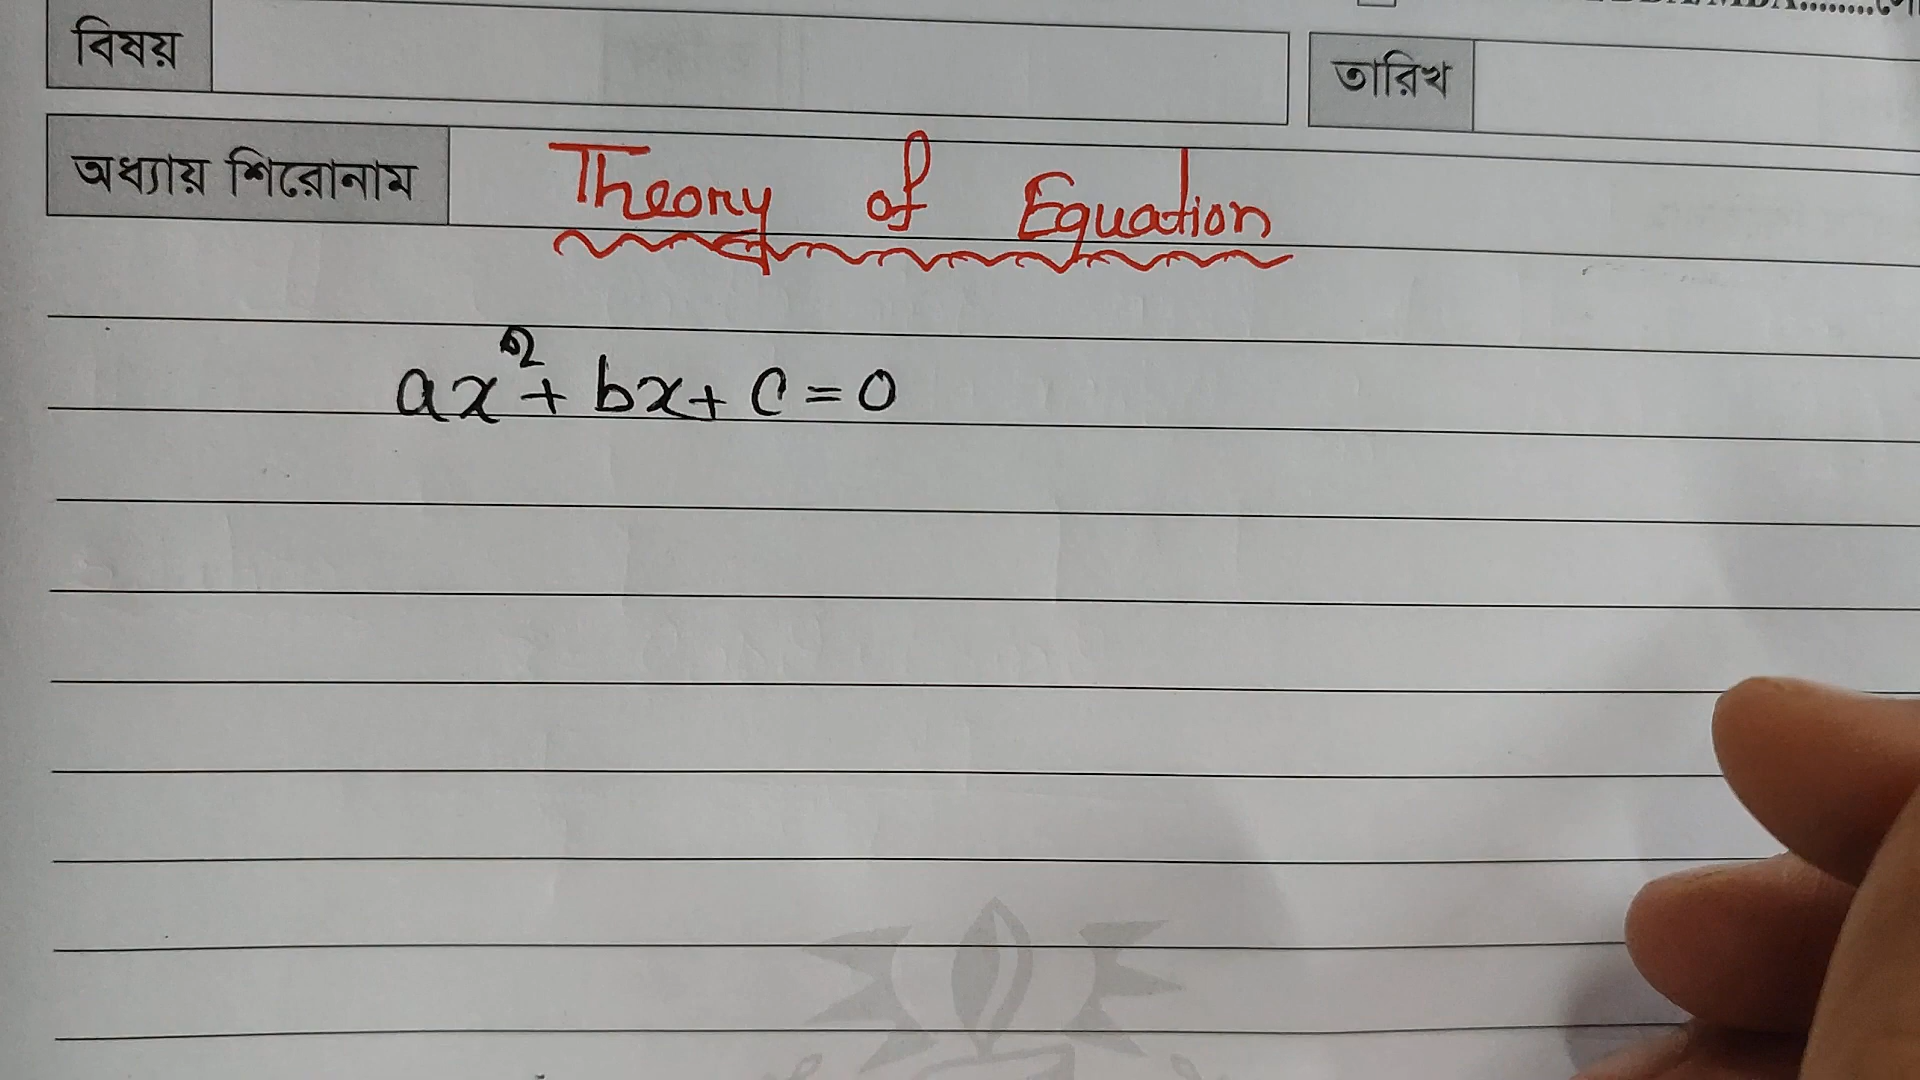 বিষয়
তারিখ
অধ্যায় শিরোনাম
Theory of Equation
ax²+ bx+ c = 0